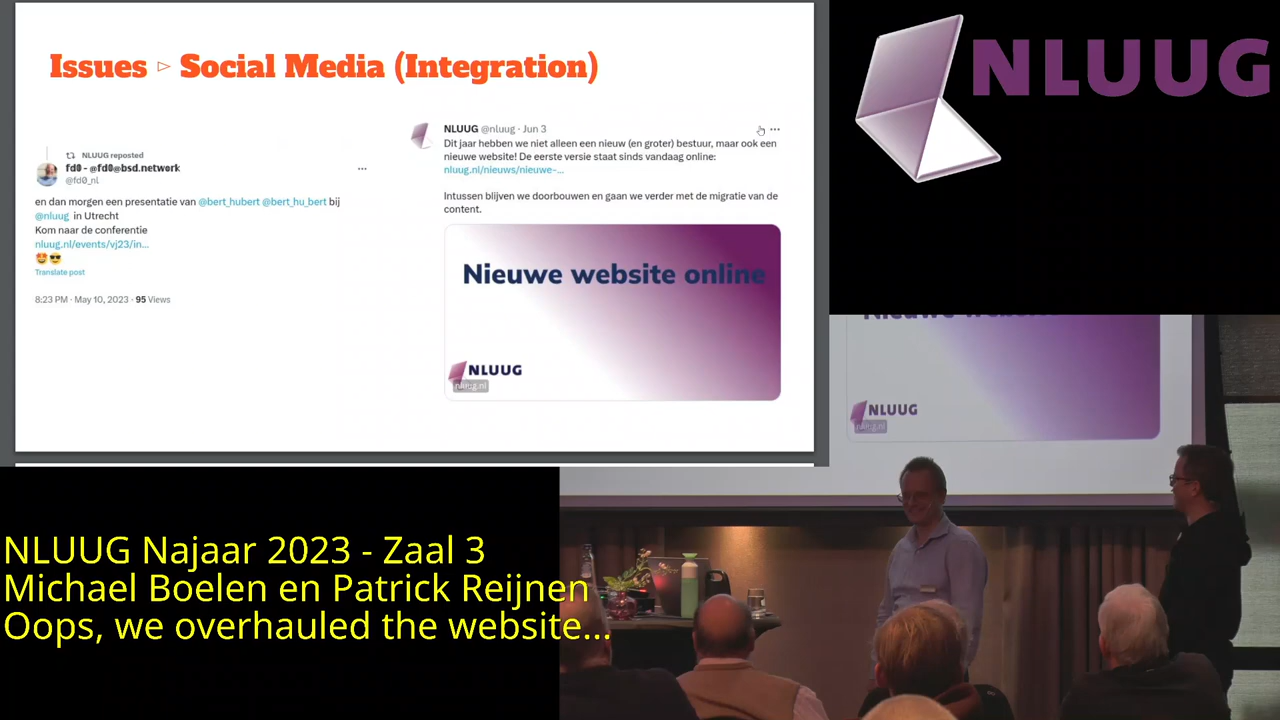 Issues ▹ Social Media (Integration)
NLUUG reposted
fd0 - @fd0@bsd.network
@fd0_nl
en dan morgen een presentatie van @bert_hubert @bert_hu_bert bij
@nluug in Utrecht
Kom naar de conferentie
nluug.nl/events/vj23/in...
Translate post
8:23 PM · May 10, 2023 · 95 Views
NLUUG @nluug · Jun 3
Dit jaar hebben we niet alleen een nieuw (en groter) bestuur, maar ook een
nieuwe website! De eerste versie staat sinds vandaag online:
nluug.nl/nieuws/nieuwe-...
Intussen blijven we doorbouwen en gaan we verder met de migratie van de
content.
Nieuwe website online
NLUUG
nluug.nl
NLUUG
NLUUG
nluug.nl
NLUUG Najaar 2023 - Zaal 3
Michael Boelen en Patrick Reijnen
Oops, we overhauled the website...